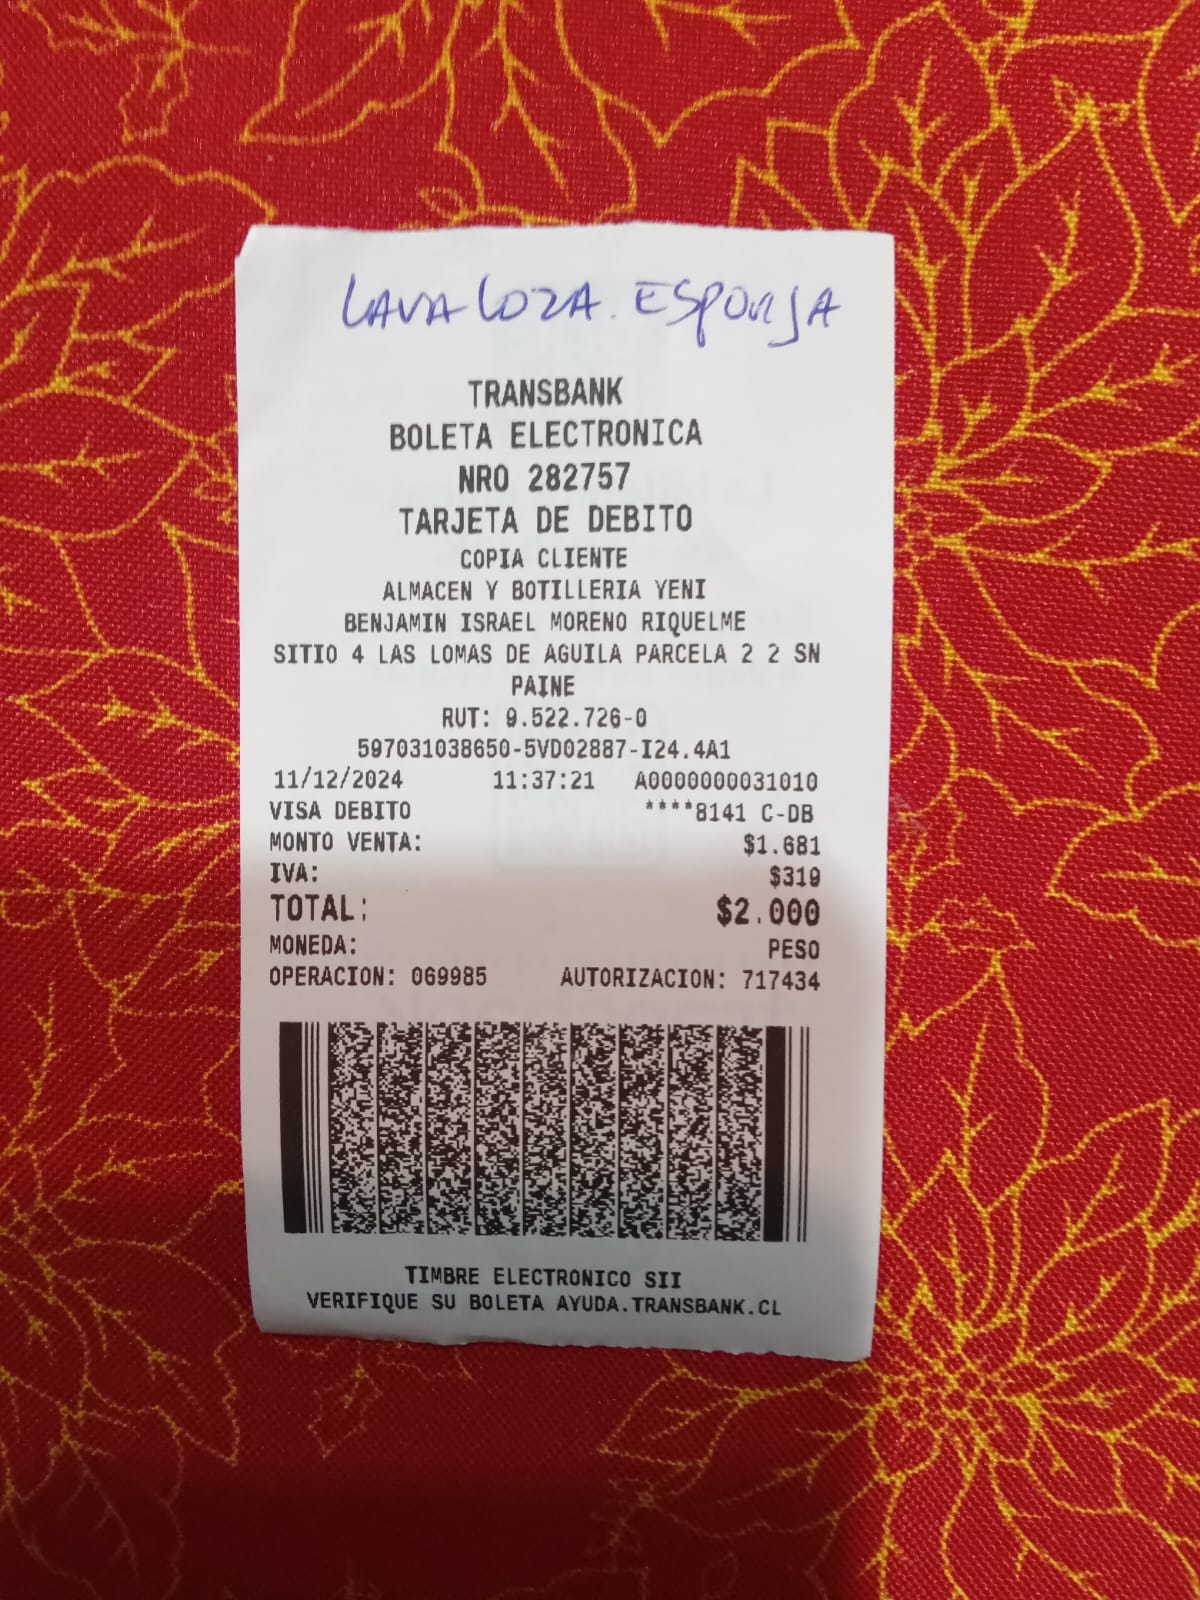 LAVALOZA. ESPONJA
TRANSBANK
BOLETA ELECTRONICA
NRO 282757
TARJETA DE DEBITO
COPIA CLIENTE
ALMACEN Y BOTILLERIA YENI
BENJAMIN ISRAEL MORENO RIQUELME
SITIO 4 LAS LOMAS DE AGUILA PARCELA 2 2 SN
PAINE
RUT: 9.522.726-0
597031038650-5VD02887-I24.4A1
11/12/2024 11:37:21 A0000000031010
VISA DEBITO ****8141 C-DB
MONTO VENTA: $1.681
IVA: $319
TOTAL: $2.000
MONEDA: PESO
OPERACION: 069985 AUTORIZACION: 717434
TIMBRE ELECTRONICO SII
VERIFIQUE SU BOLETA AYUDA.TRANSBANK.CL